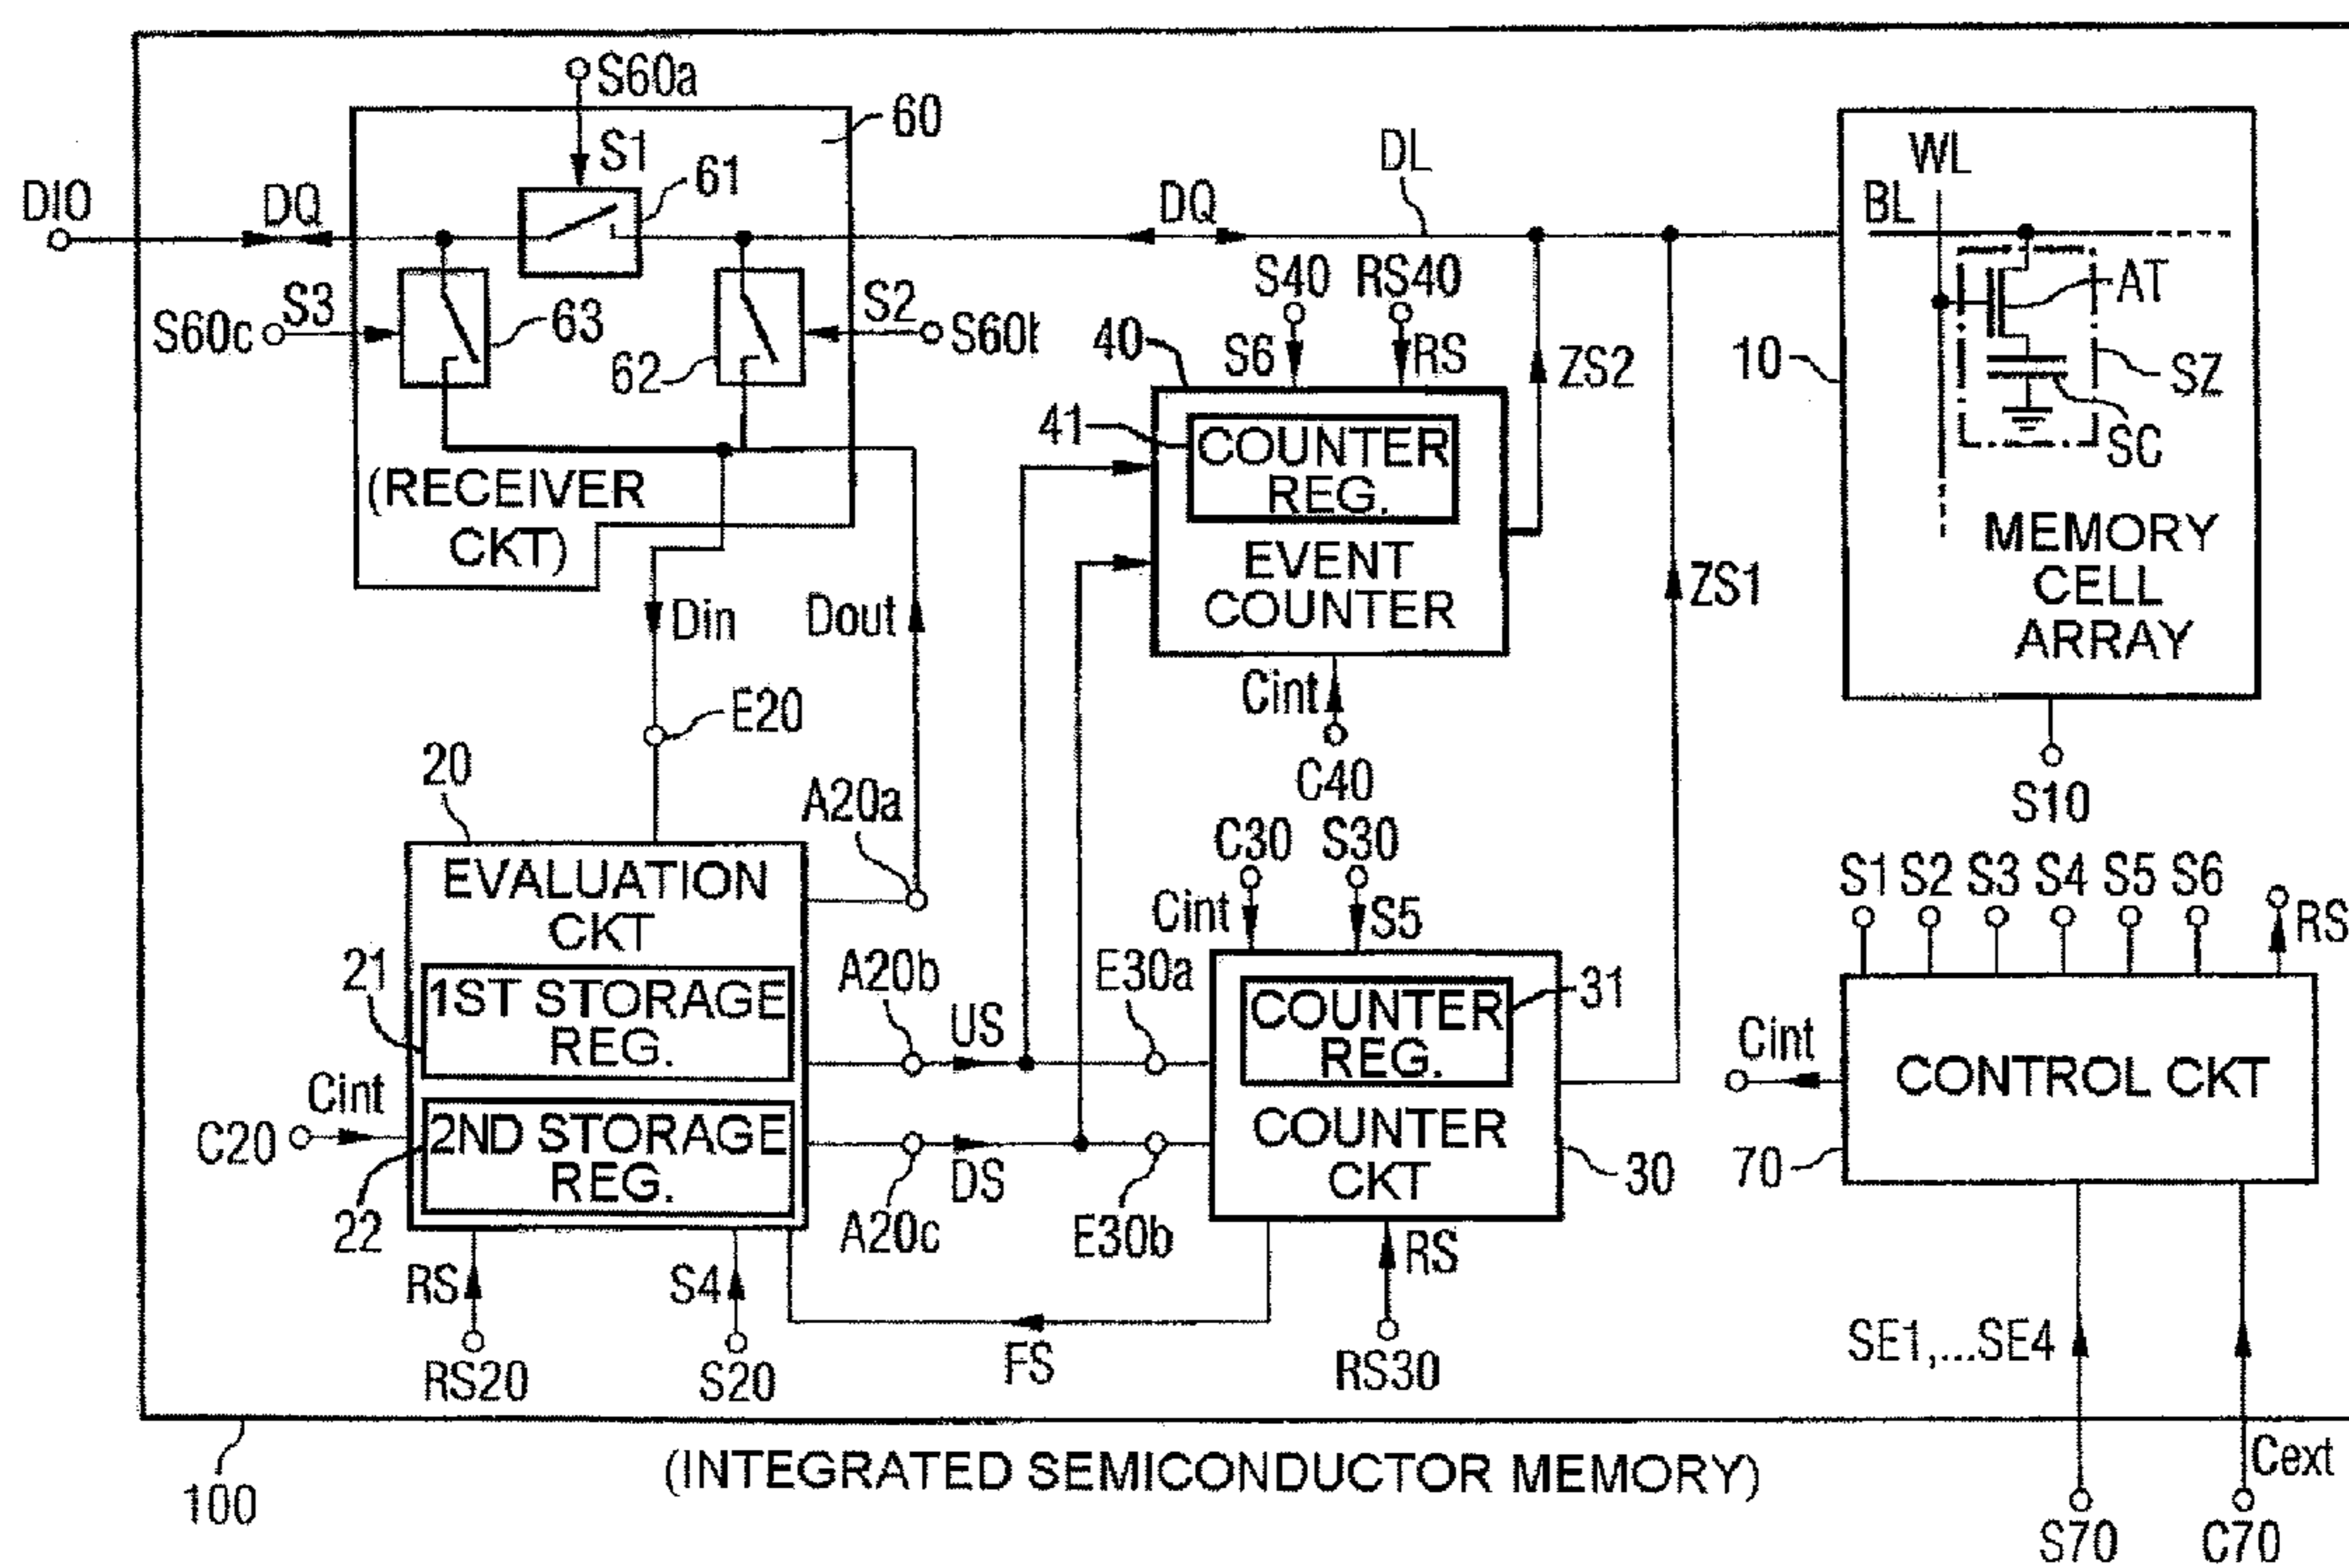 S60a
60
S1
61
DIO
DQ
DQ
DL
WL
BL
AT
SZ
SC
10
S60c
S3
63
62
S2
S60b
S40
RS40
S6
RS
40
ZS2
41
COUNTER
REG.
EVENT
COUNTER
(RECEIVER
CKT)
MEMORY
CELL
ARRAY
ZS1
Din
Dout
Cint
C40
E20
20
A20a
S10
C30
S30
Cint
S5
EVALUATION
CKT
S1
S2
S3
S4
S5
S6
RS
21
1ST STORAGE
REG.
A20b
US
E30a
COUNTER
REG.
31
Cint
CONTROL CKT
C20
Cint
2ND STORAGE
REG.
22
A20c
DS
E30b
COUNTER
CKT
30
70
RS
S4
RS
RS20
S20
FS
RS30
SE1,...SE4
100
(INTEGRATED SEMICONDUCTOR MEMORY)
Cext
S70
C70